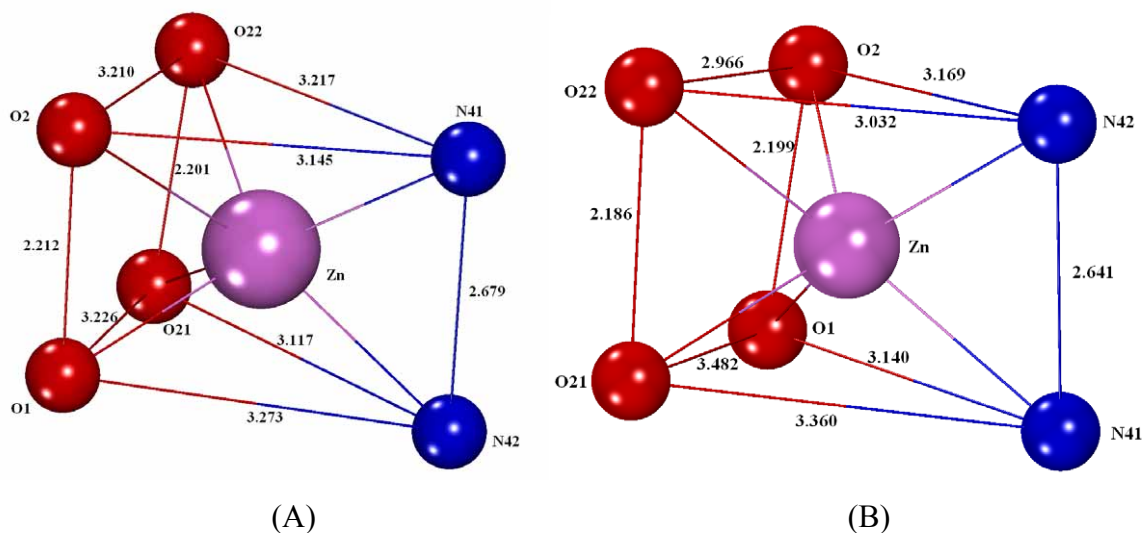 O22
3.210
3.217
O2
N41
3.145
2.201
2.212
Zn
2.679
3.226
O21
3.117
O1
3.273
N42
(A)
O2
2.966
3.169
O22
3.032
N42
2.199
2.186
Zn
2.641
O1
3.482
3.140
O21
3.360
N41
(B)